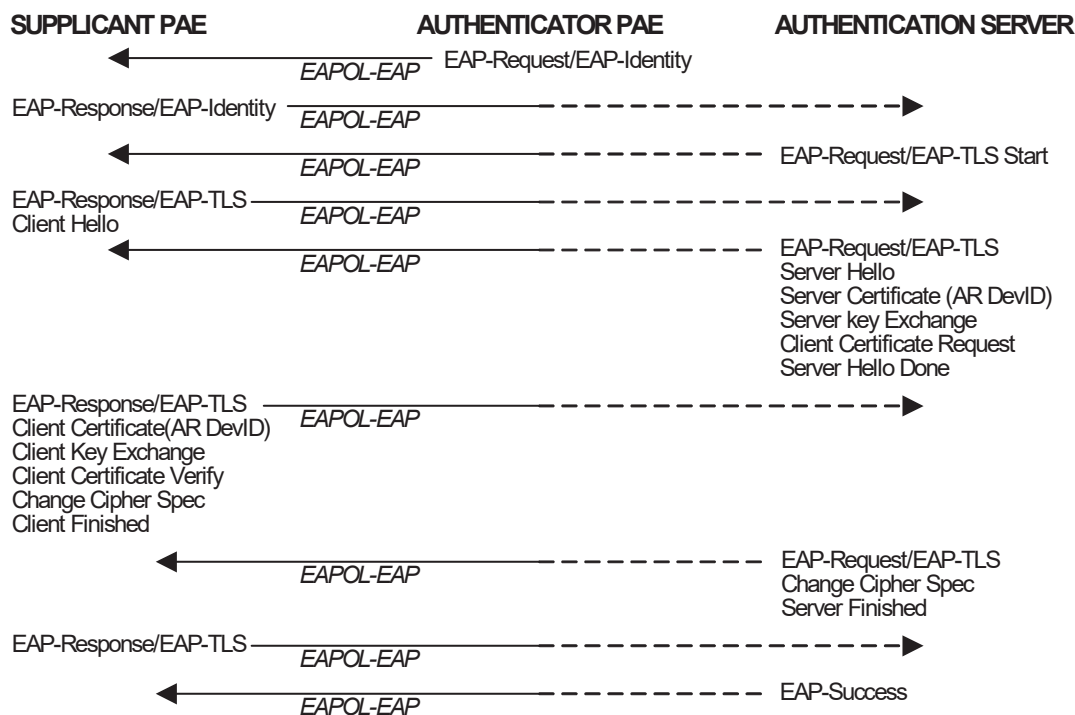 SUPPLICANT PAE AUTHENTICATOR PAE AUTHENTICATION SERVER
EAP-Request/EAP-Identity
EAPOL-EAP
EAP-Response/EAP-Identity
EAPOL-EAP
EAP-Request/EAP-TLS Start
EAPOL-EAP
EAP-Response/EAP-TLS
Client Hello
EAPOL-EAP
EAP-Request/EAP-TLS
EAPOL-EAP
Server Hello
Server Certificate (AR DevID)
Server key Exchange
Client Certificate Request
Server Hello Done
EAP-Response/EAP-TLS
EAPOL-EAP
Client Certificate(AR DevID)
Client Key Exchange
Client Certificate Verify
Change Cipher Spec
Client Finished
EAP-Request/EAP-TLS
EAPOL-EAP
Change Cipher Spec
Server Finished
EAP-Response/EAP-TLS
EAPOL-EAP
EAP-Success
EAPOL-EAP